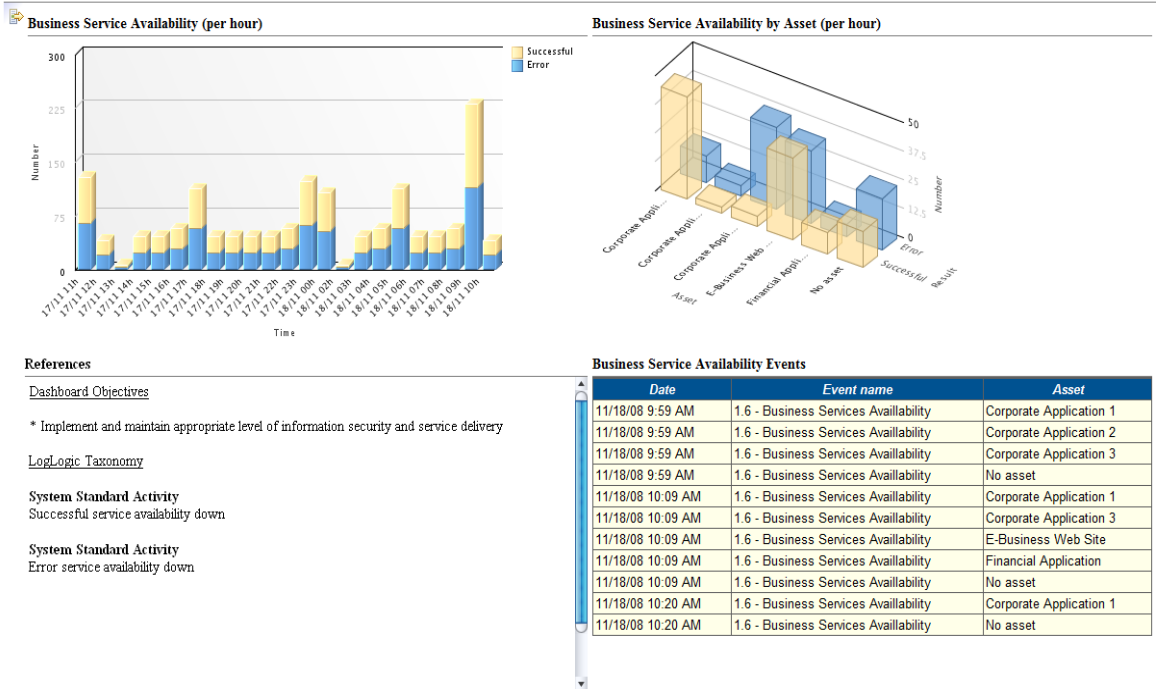 Business Service Availability (per hour)
Successful
Error
300
225
150
75
0
Number
17/11 11h
17/11 12h
17/11 13h
17/11 14h
17/11 15h
17/11 16h
17/11 17h
17/11 18h
17/11 19h
17/11 20h
17/11 21h
17/11 22h
17/11 23h
18/11 00h
18/11 02h
18/11 03h
18/11 04h
18/11 05h
18/11 06h
18/11 07h
18/11 08h
18/11 09h
18/11 10h
Time
Business Service Availability by Asset (per hour)
50
37.5
25
12.5
0
Number
Error
Successful
Result
Corporate Appli...
Corporate Appli...
Corporate Appli...
E-Business Web ...
Financial Appli...
No asset
Asset
References
Dashboard Objectives
* Implement and maintain appropriate level of information security and service delivery
LogLogic Taxonomy
System Standard Activity
Successful service availability down
System Standard Activity
Error service availability down
Business Service Availability Events
Date Event name Asset
11/18/08 9:59 AM 1.6 - Business Services Availlability Corporate Application 1
11/18/08 9:59 AM 1.6 - Business Services Availlability Corporate Application 2
11/18/08 9:59 AM 1.6 - Business Services Availlability Corporate Application 3
11/18/08 9:59 AM 1.6 - Business Services Availlability No asset
11/18/08 10:09 AM 1.6 - Business Services Availlability Corporate Application 1
11/18/08 10:09 AM 1.6 - Business Services Availlability Corporate Application 3
11/18/08 10:09 AM 1.6 - Business Services Availlability E-Business Web Site
11/18/08 10:09 AM 1.6 - Business Services Availlability Financial Application
11/18/08 10:09 AM 1.6 - Business Services Availlability No asset
11/18/08 10:20 AM 1.6 - Business Services Availlability Corporate Application 1
11/18/08 10:20 AM 1.6 - Business Services Availlability No asset